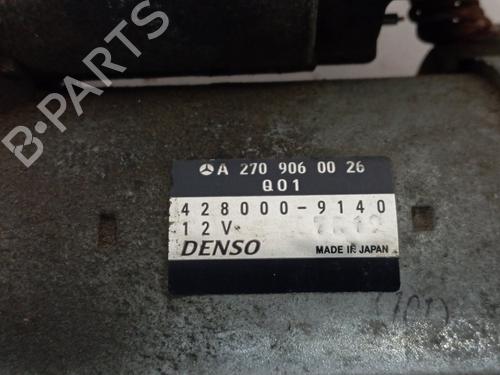 B-PARTS
A 270 906 00 26
Q01
428000-9140
12V
DENSO MADE IN JAPAN